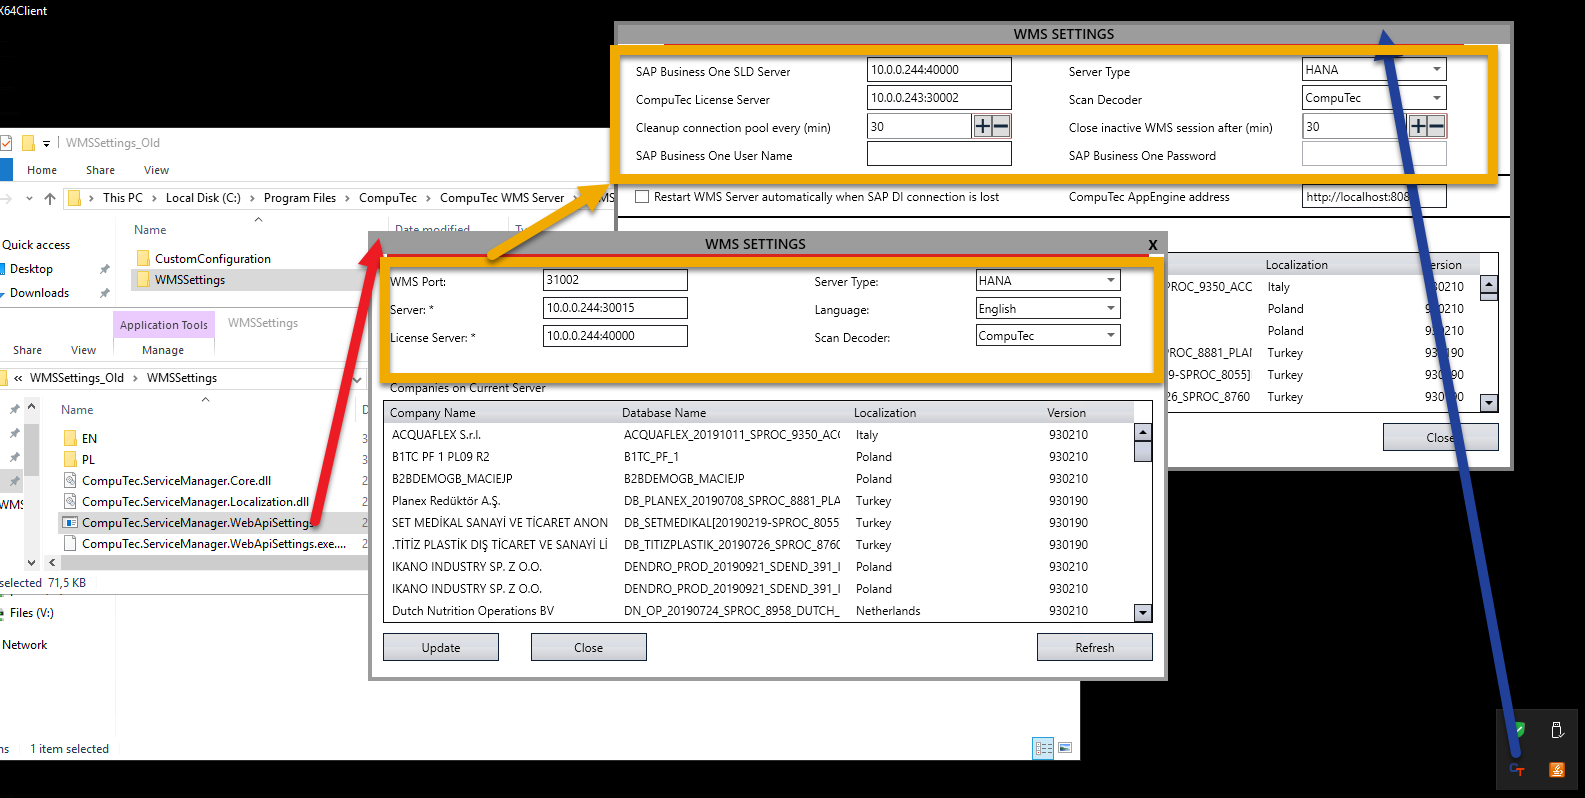 X64Client
WMS SETTINGS
SAP Business One SLD Server 10.0.0.244:40000 Server Type HANA
CompuTec License Server 10.0.0.243:30002 Scan Decoder CompuTec
Cleanup connection pool every (min) 30 Close inactive WMS session after (min) 30
SAP Business One User Name SAP Business One Password
Restart WMS Server automatically when SAP DI connection is lost CompuTec AppEngine address http://localhost:808
Localization
ROC_9350_ACC Italy
Poland
Poland
ROC_8881_PLAI Turkey
9-SPROC_8055] Turkey
26_SPROC_8760 Turkey
Close
WMSSettings_Old
Home Share View
This PC Local Disk (C:) Program Files CompuTec CompuTec WMS Server
Name Date modified
Quick access
Desktop
Downloads
CustomConfiguration
WMSSettings
Application Tools WMSSettings
Share View Manage
« WMSSettings_Old WMSSettings
Name
EN
PL
CompuTec.ServiceManager.Core.dll
CompuTec.ServiceManager.Localization.dll
CompuTec.ServiceManager.WebApiSettings
CompuTec.ServiceManager.WebApiSettings.exe....
selected 71,5 KB
Files (V:)
Network
1 item selected
WMS SETTINGS X
WMS Port: 31002 Server Type: HANA
Server: * 10.0.0.244:30015 Language: English
License Server: * 10.0.0.244:40000 Scan Decoder: CompuTec
Companies on Current Server
Company Name Database Name Localization Version
ACQUAFLEX S.r.l. ACQUAFLEX_20191011_SPROC_9350_AC Italy 930210
B1TC PF 1 PL09 R2 B1TC_PF_1 Poland 930210
B2BDEMOGB_MACIEJP B2BDEMOGB_MACIEJP Poland 930210
Planex Redüktör A.Ş. DB_PLANEX_20190708_SPROC_8881_PLA Turkey 930190
SET MEDİKAL SANAYİ VE TİCARET ANON DB_SETMEDIKAL[20190219-SPROC_8055 Turkey 930190
.TİTİZ PLASTİK DIŞ TİCARET VE SANAYİ Lİ DB_TITIZPLASTIK_20190726_SPROC_8760 Turkey 930190
IKANO INDUSTRY SP. Z O.O. DENDRO_PROD_20190921_SDEND_391_I Poland 930210
IKANO INDUSTRY SP. Z O.O. DENDRO_PROD_20190921_SDEND_391_I Poland 930210
Dutch Nutrition Operations BV DN_OP_20190724_SPROC_8958_DUTCH_ Netherlands 930210
Update Close Refresh
CT